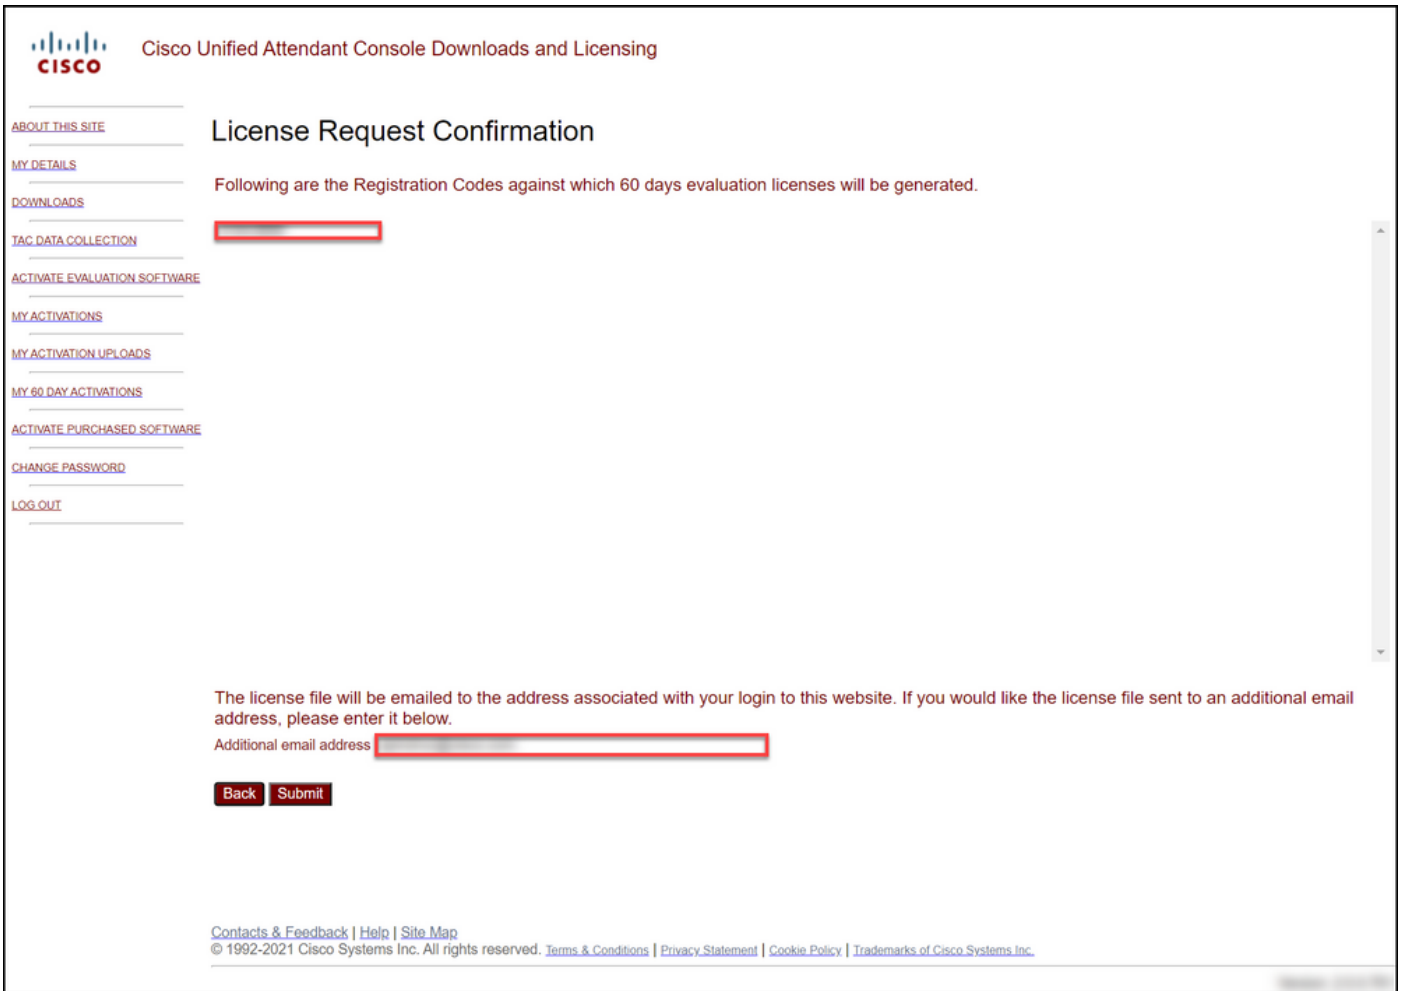 CISCO
Cisco Unified Attendant Console Downloads and Licensing
ABOUT THIS SITE
MY DETAILS
DOWNLOADS
TAC DATA COLLECTION
ACTIVATE EVALUATION SOFTWARE
MY ACTIVATIONS
MY ACTIVATION UPLOADS
MY 60 DAY ACTIVATIONS
ACTIVATE PURCHASED SOFTWARE
CHANGE PASSWORD
LOG OUT
License Request Confirmation
Following are the Registration Codes against which 60 days evaluation licenses will be generated.
The license file will be emailed to the address associated with your login to this website. If you would like the license file sent to an additional email
address, please enter it below.
Additional email address
Back Submit
Contacts & Feedback | Help | Site Map
© 1992-2021 Cisco Systems Inc. All rights reserved. Terms & Conditions | Privacy Statement | Cookie Policy | Trademarks of Cisco Systems Inc.